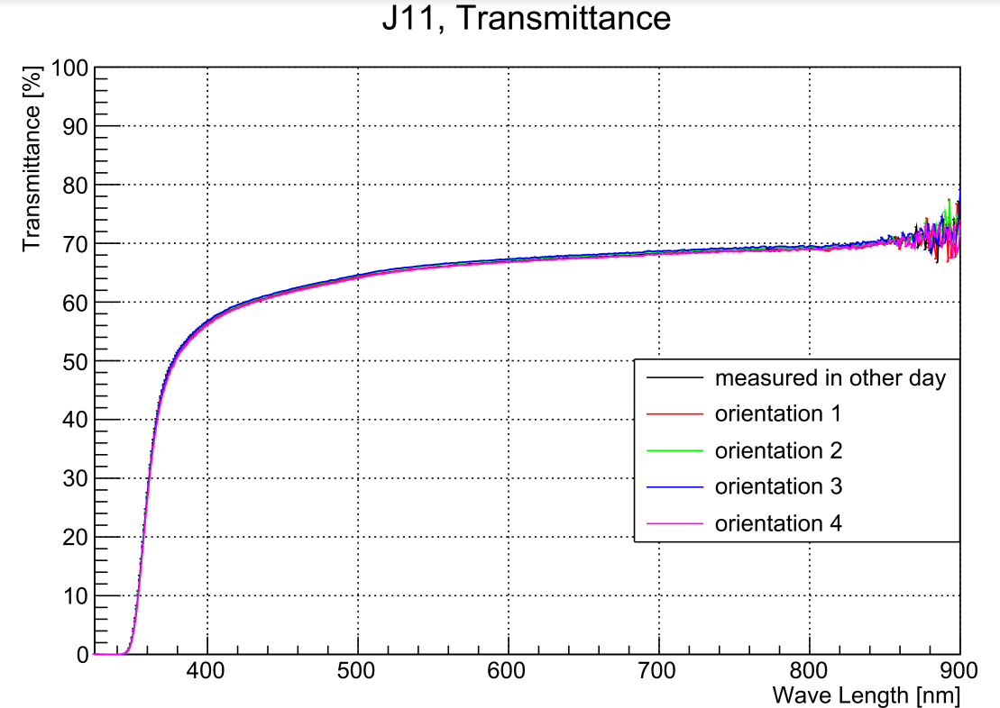 J11, Transmittance
Transmittance [%]
100
90
80
70
60
50
40
30
20
10
0
measured in other day
orientation 1
orientation 2
orientation 3
orientation 4
400 500 600 700 800 900
Wave Length [nm]